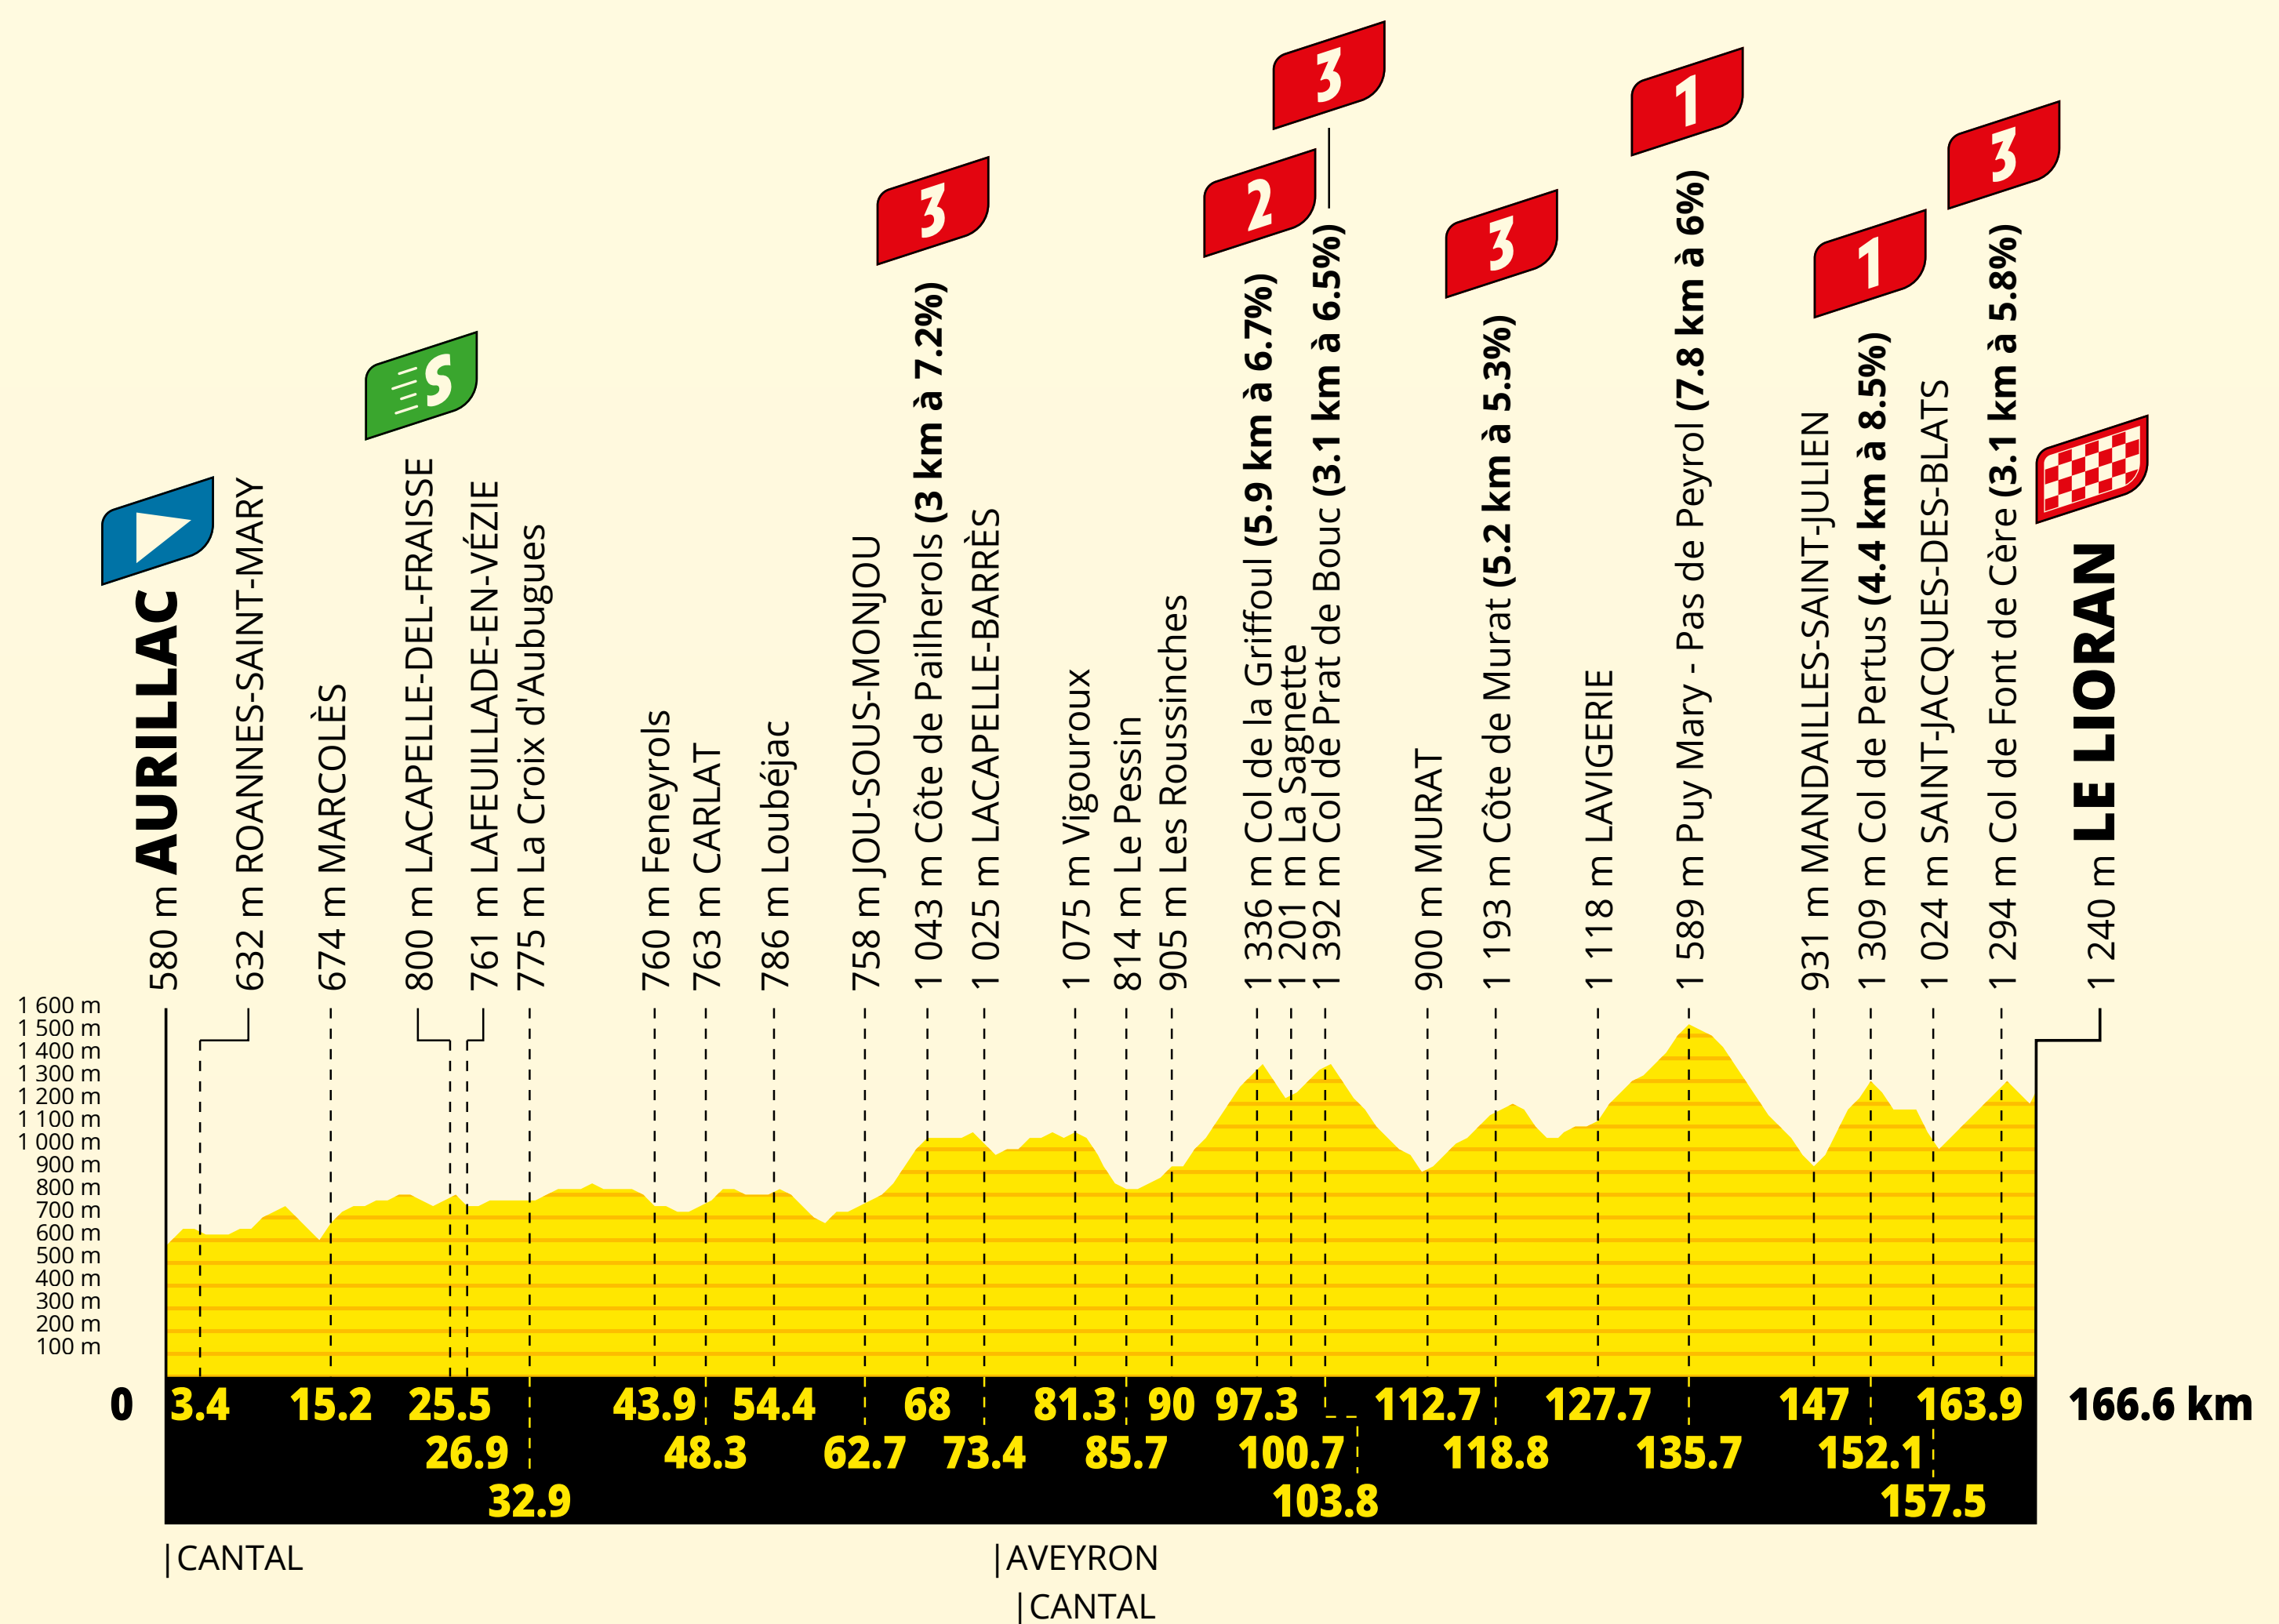 3
3
1
3
2
3
1
S
580 m AURILLAC
632 m ROANNES-SAINT-MARY
674 m MARCOLÈS
800 m LACAPELLE-DEL-FRAISSE
761 m LAFEUILLADE-EN-VÉZIE
775 m La Croix d'Aubugues
760 m Feneyrols
763 m CARLAT
786 m Loubéjac
758 m JOU-SOUS-MONJOU
1 043 m Côte de Pailherols (3 km à 7.2%)
1 025 m LACAPELLE-BARRÈS
1 075 m Vigouroux
814 m Le Pessin
905 m Les Roussinches
1 336 m Col de la Griffoul (5.9 km à 6.7%)
1 201 m La Sagnette
1 392 m Col de Prat de Bouc (3.1 km à 6.5%)
900 m MURAT
1 193 m Côte de Murat (5.2 km à 5.3%)
1 118 m LAVIGERIE
1 589 m Puy Mary - Pas de Peyrol (7.8 km à 6%)
931 m MANDAILLES-SAINT-JULIEN
1 309 m Col de Pertus (4.4 km à 8.5%)
1 024 m SAINT-JACQUES-DES-BLATS
1 294 m Col de Font de Cère (3.1 km à 5.8%)
1 240 m LE LIORAN
1 600 m
1 500 m
1 400 m
1 300 m
1 200 m
1 100 m
1 000 m
900 m
800 m
700 m
600 m
500 m
400 m
300 m
200 m
100 m
0 3.4 15.2 25.5 43.9 54.4 68 81.3 90 97.3 112.7 127.7 147 163.9 166.6 km
26.9 48.3 62.7 73.4 85.7 100.7 118.8 135.7 152.1
32.9 103.8 157.5
|CANTAL |AVEYRON
|CANTAL